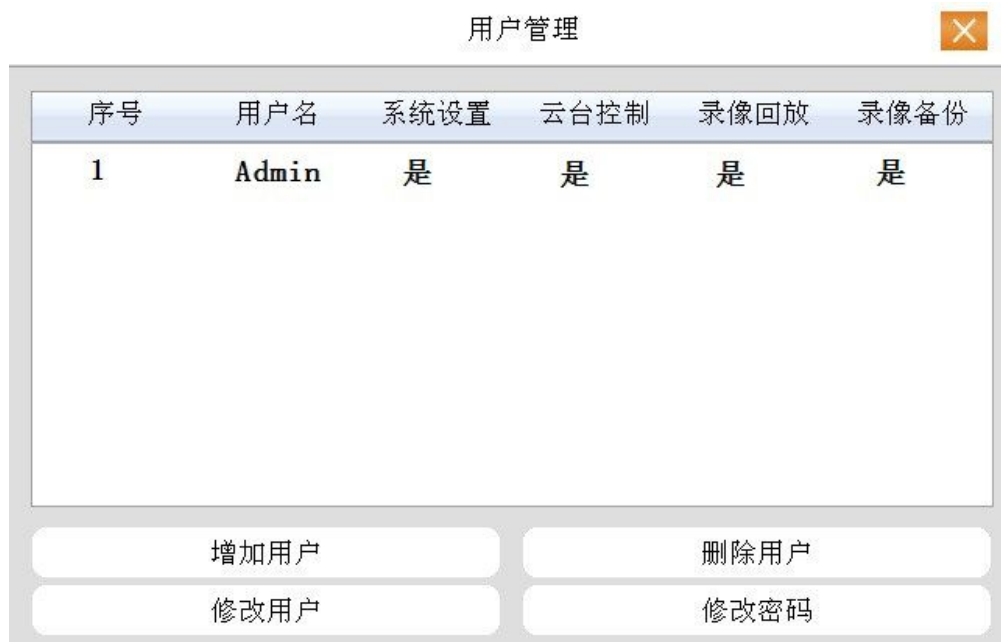 用户管理
序号 用户名 系统设置 云台控制 录像回放 录像备份
1 Admin 是 是 是 是
增加用户 删除用户
修改用户 修改密码